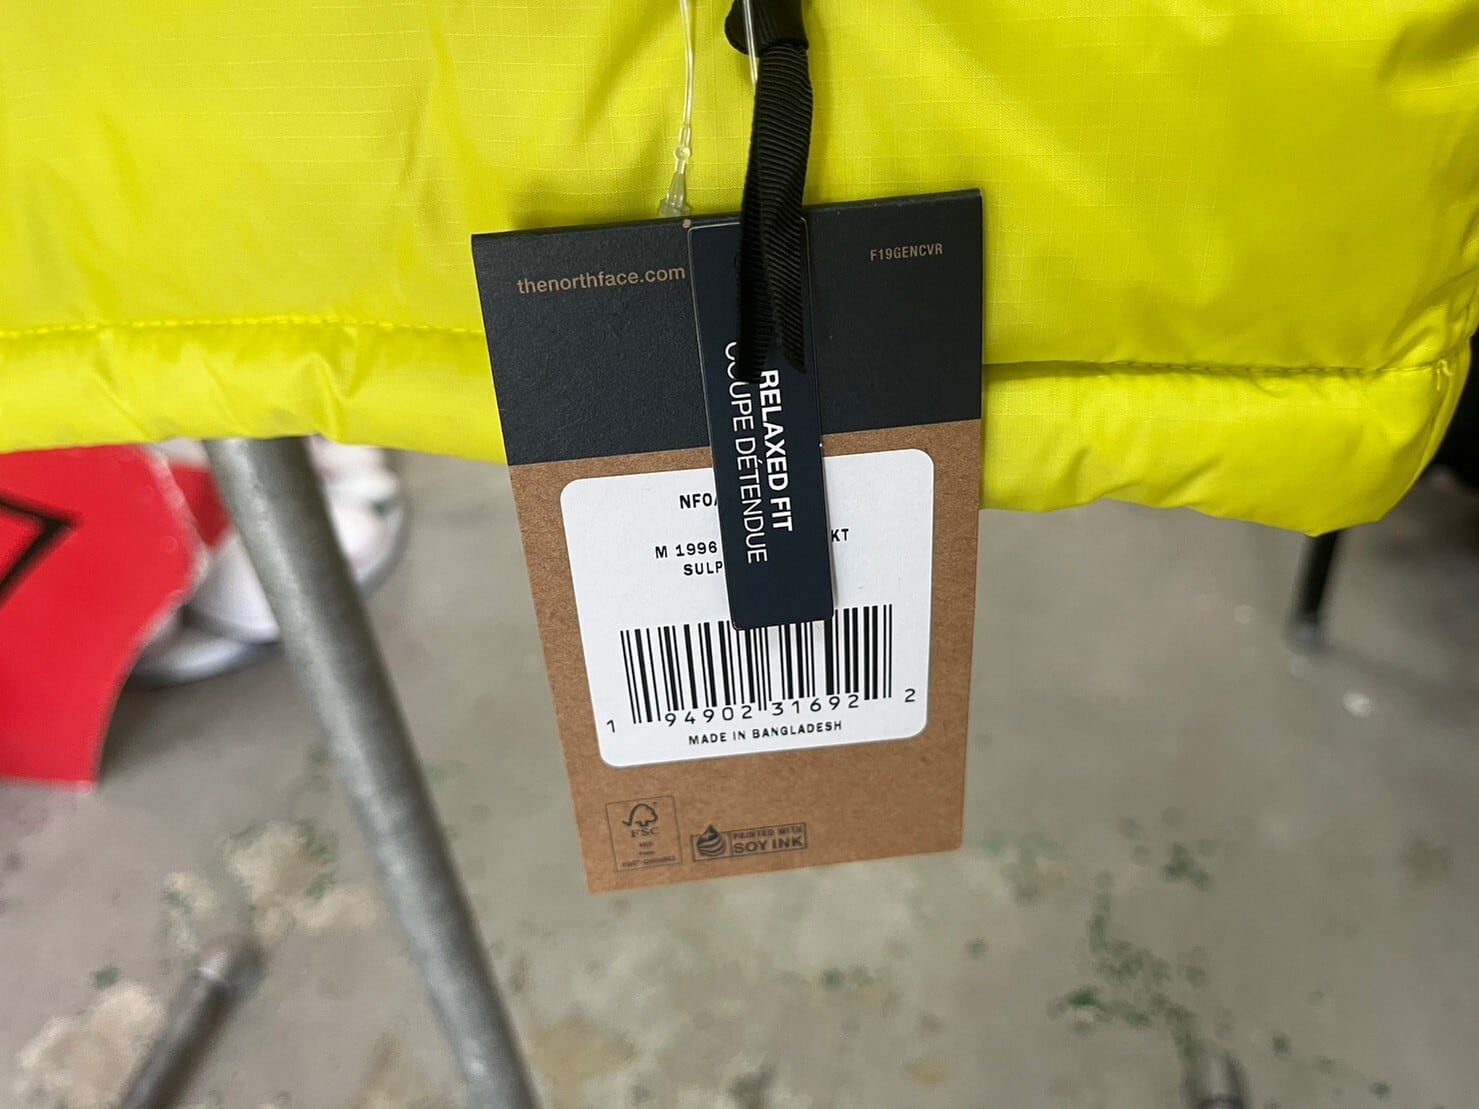 thenorthface.com
F19GENCVR
RELAXED FIT
COUPE DÉTENDUE
NF0A
M 1996 KT
SULP
1 94902 31692 2
MADE IN BANGLADESH
FSC
PRINTED WITH
SOY INK